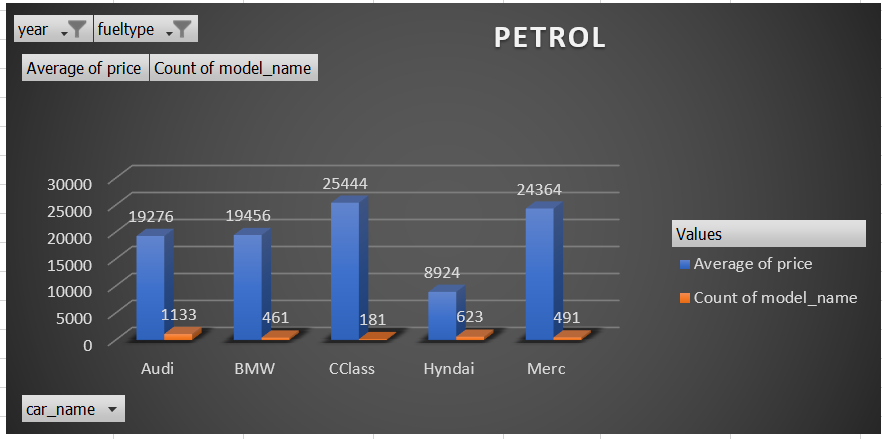 year fueltype
PETROL
Average of price Count of model_name
30000
25000
20000
15000
10000
5000
0
19276
19456
25444
8924
24364
1133
461
181
623
491
Audi BMW CClass Hyndai Merc
Values
Average of price
Count of model_name
car_name